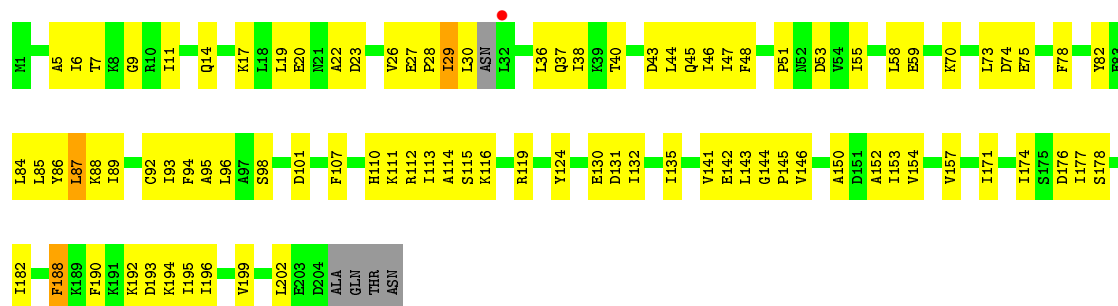 M1 A5 I6 T7 K8 G9 R10 I11 Q14 K17 L18 L19 E20 N21 A22 D23 V26 E27 P28 I29 L30 ASN L32 L36 Q37 I38 K39 T40 D43 L44 Q45 I46 I47 F48 P51 N52 D53 V54 I55 L58 E59 K70 L73 D74 E75 F78 Y82 E83
L84 L85 Y86 L87 K88 I89 C92 I93 F94 A95 L96 A97 S98 D101 F107 H110 K111 R112 I113 A114 S115 K116 R119 Y124 E130 D131 I132 I135 V141 E142 L143 G144 P145 V146 A150 D151 A152 I153 V154 V157 I171 I174 S175 D176 I177 S178
I182 F188 K189 F190 K191 K192 D193 K194 I195 I196 V199 L202 E203 D204 ALA GLN THR ASN